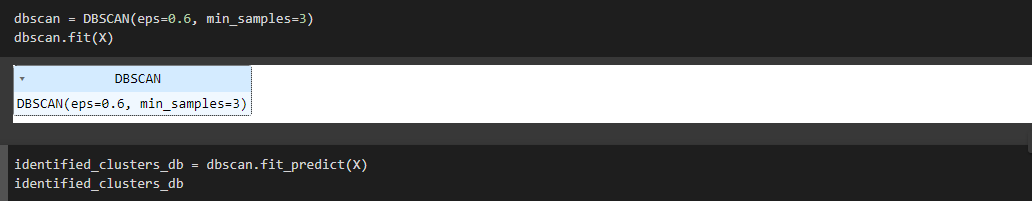 dbscan = DBSCAN(eps=0.6, min_samples=3)
dbscan.fit(X)
DBSCAN
DBSCAN(eps=0.6, min_samples=3)
identified_clusters_db = dbscan.fit_predict(X)
identified_clusters_db